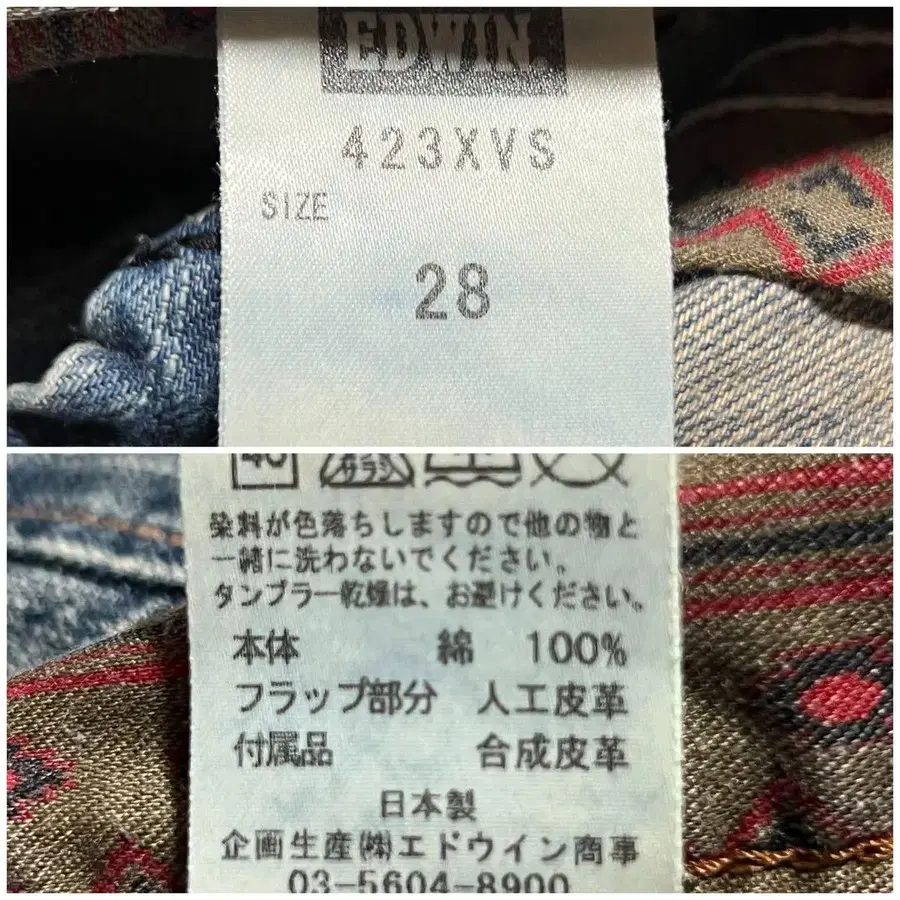 EDWIN.
423XVS
SIZE
28
40
サラシ
染料が色落ちしますので他の物と
一緒に洗わないでください。
タンブラー乾燥は、お避けください。
本体 綿 100%
フラップ部分 人工皮革
付属品 合成皮革
日本製
企画生産㈱エドウイン商事
03-5604-8900